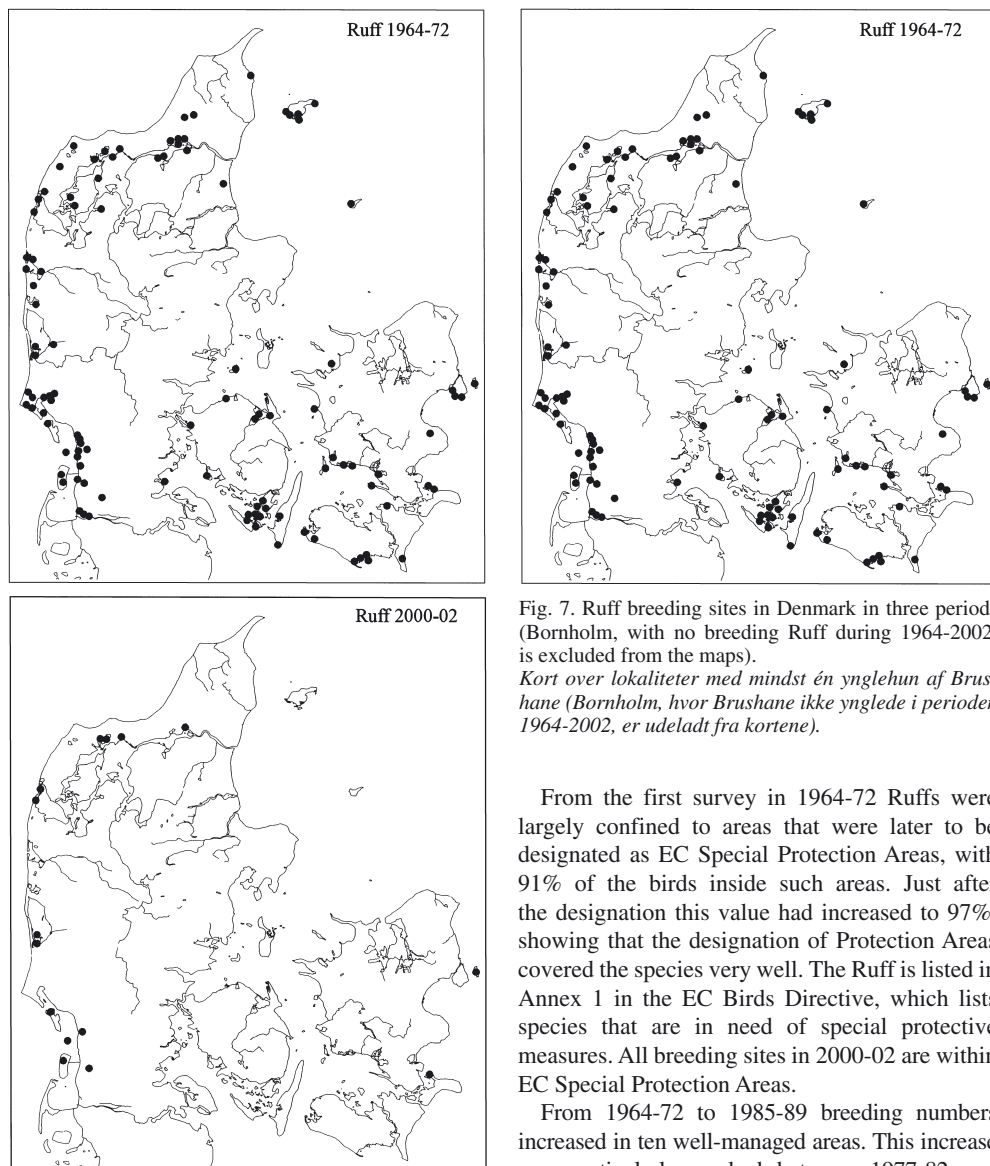 Ruff 1964-72
Ruff 1964-72
Ruff 2000-02
Fig. 7. Ruff breeding sites in Denmark in three period
(Bornholm, with no breeding Ruff during 1964-2002
is excluded from the maps).
Kort over lokaliteter med mindst én ynglehun af Brus-
hane (Bornholm, hvor Brushane ikke ynglede i perioden
1964-2002, er udeladt fra kortene).
From the first survey in 1964-72 Ruffs were
largely confined to areas that were later to be
designated as EC Special Protection Areas, with
91% of the birds inside such areas. Just after
the designation this value had increased to 97%,
showing that the designation of Protection Areas
covered the species very well. The Ruff is listed in
Annex 1 in the EC Birds Directive, which lists
species that are in need of special protective
measures. All breeding sites in 2000-02 are within
EC Special Protection Areas.
From 1964-72 to 1985-89 breeding numbers
increased in ten well-managed areas. This increase